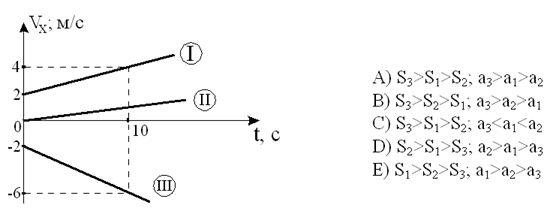 Vx; м/с
I
4
2
II
0
10
t, с
-2
-6
III
A) S3>S1>S2; a3>a1>a2
B) S3>S2>S1; a3>a2>a1
C) S3>S1>S2; a3<a1<a2
D) S2>S1>S3; a2>a1>a3
E) S1>S2>S3; a1>a2>a3